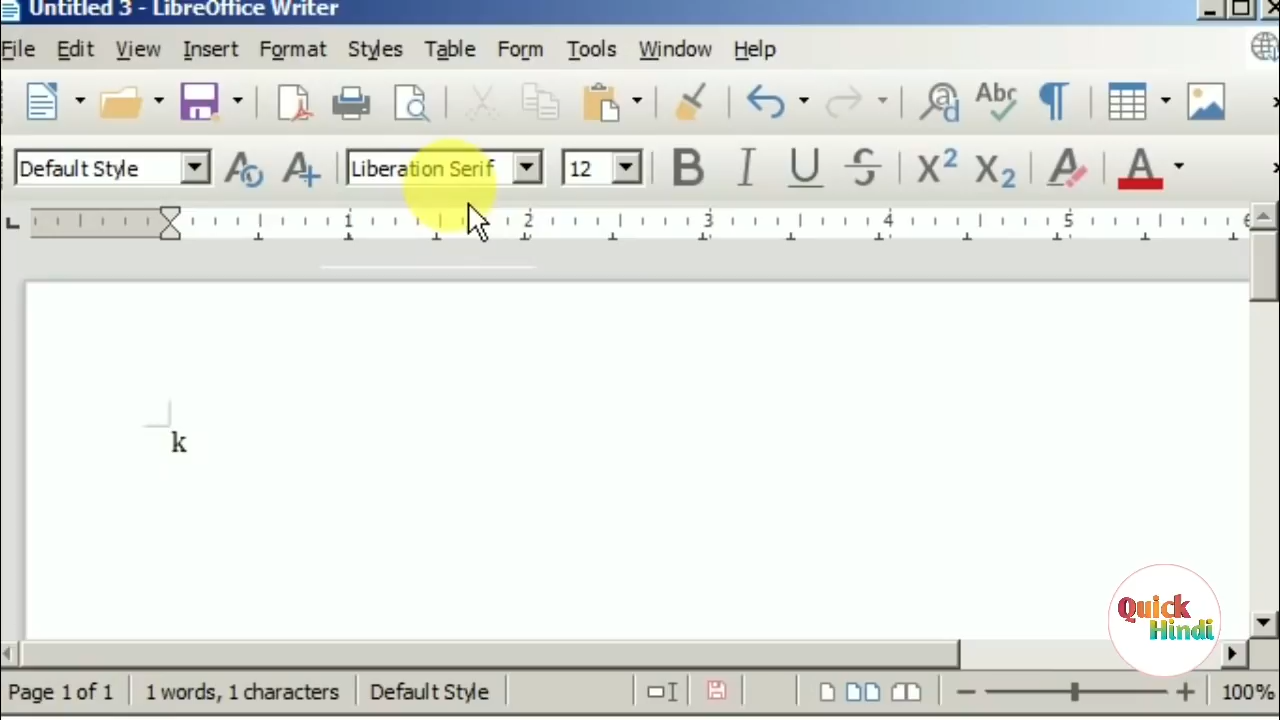 Untitled 3 - LibreOffice Writer
File Edit View Insert Format Styles Table Form Tools Window Help
Abc
Default Style Liberation Serif 12 B I U S X2 X2 A A
1 2 3 4 5 6
k
Quick
Hindi
Page 1 of 1 1 words, 1 characters Default Style 100%